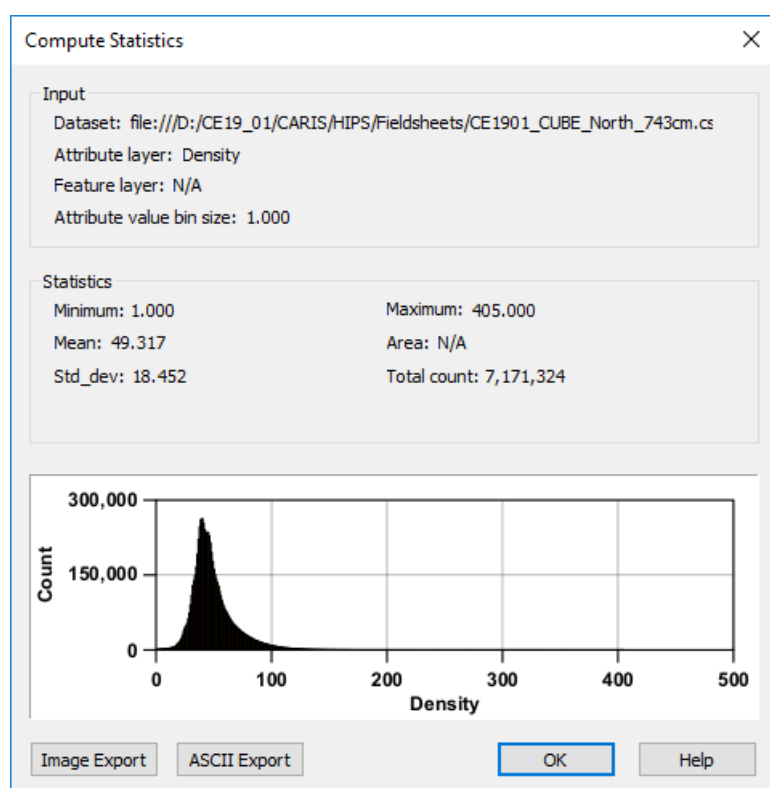 Compute Statistics
Input
Dataset: file:///D:/CE19_01/CARIS/HIPS/Fieldsheets/CE1901_CUBE_North_743cm.cs
Attribute layer: Density
Feature layer: N/A
Attribute value bin size: 1.000
Statistics
Minimum: 1.000 Maximum: 405.000
Mean: 49.317 Area: N/A
Std_dev: 18.452 Total count: 7,171,324
300,000
150,000
0
Count
0 100 200 300 400 500
Density
Image Export ASCII Export OK Help